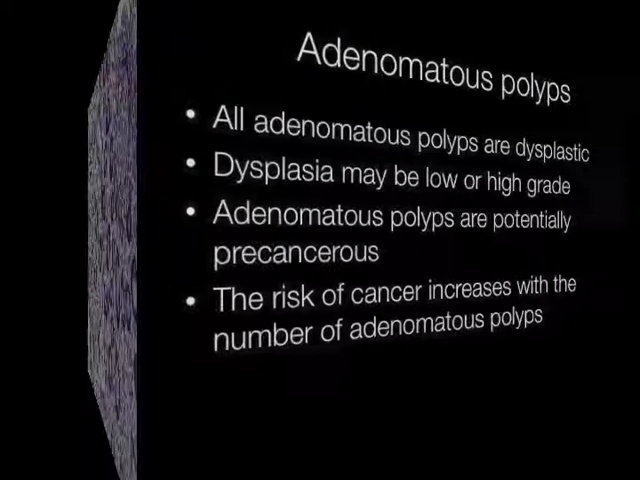 Adenomatous polyps
• All adenomatous polyps are dysplastic
• Dysplasia may be low or high grade
• Adenomatous polyps are potentially
precancerous
• The risk of cancer increases with the
number of adenomatous polyps